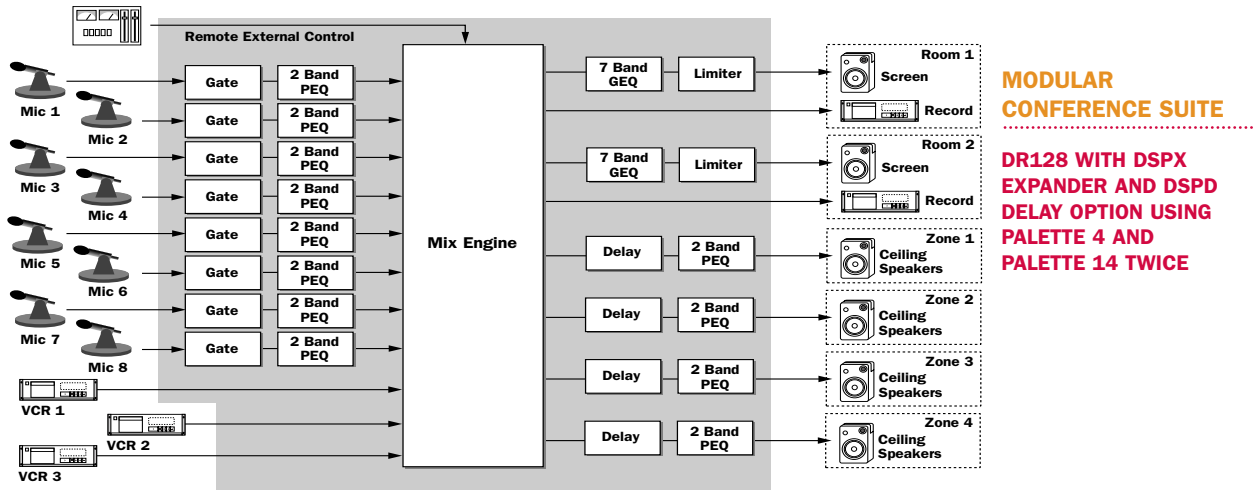 Remote External Control
Mic 1
Gate
2 Band
PEQ
Mic 2
Gate
2 Band
PEQ
Mic 3
Gate
2 Band
PEQ
Mic 4
Gate
2 Band
PEQ
Mic 5
Gate
2 Band
PEQ
Mic 6
Gate
2 Band
PEQ
Mic 7
Gate
2 Band
PEQ
Mic 8
Gate
2 Band
PEQ
VCR 1
VCR 2
VCR 3
Mix Engine
7 Band
GEQ
Limiter
Room 1
Screen
Record
7 Band
GEQ
Limiter
Room 2
Screen
Record
Delay
2 Band
PEQ
Zone 1
Ceiling
Speakers
Delay
2 Band
PEQ
Zone 2
Ceiling
Speakers
Delay
2 Band
PEQ
Zone 3
Ceiling
Speakers
Delay
2 Band
PEQ
Zone 4
Ceiling
Speakers
MODULAR
CONFERENCE SUITE
DR128 WITH DSPX
EXPANDER AND DSPD
DELAY OPTION USING
PALETTE 4 AND
PALETTE 14 TWICE